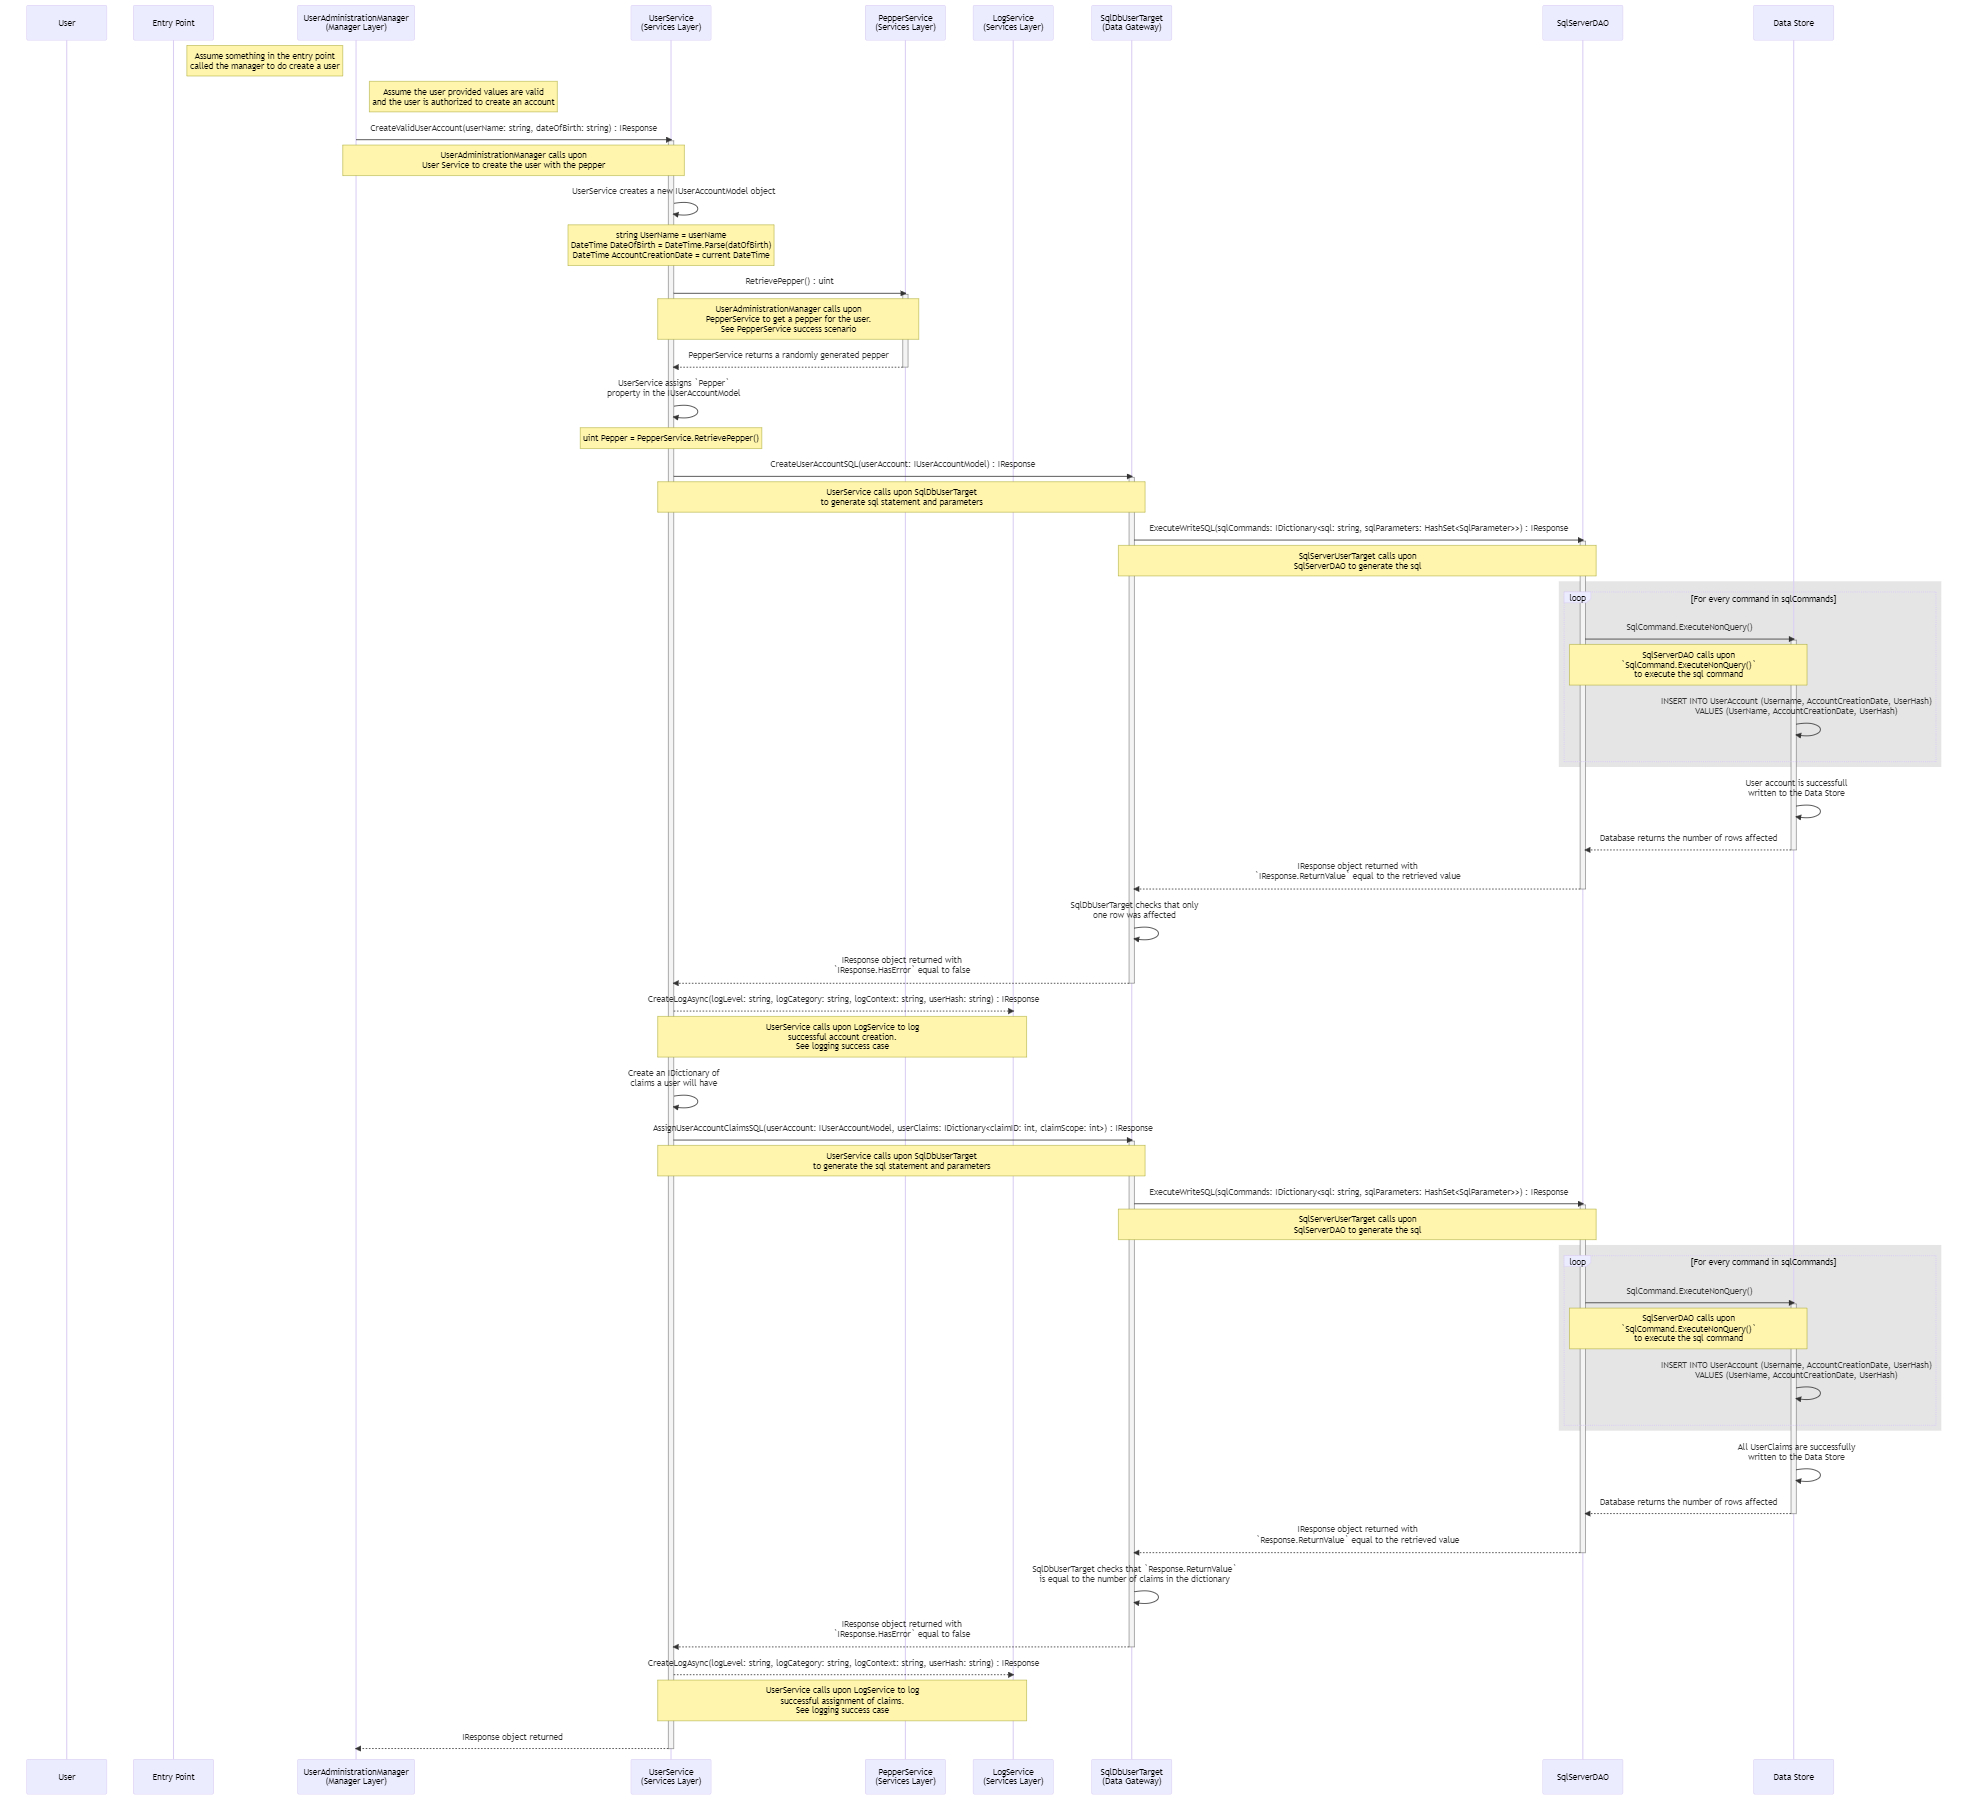 User
Entry Point
UserAdministrationManager
(Manager Layer)
UserService
(Services Layer)
PepperService
(Services Layer)
LogService
(Services Layer)
SqlDbUserTarget
(Data Gateway)
SqlServerDAO
Data Store
Assume something in the entry point
called the manager to do create a user
Assume the user provided values are valid
and the user is authorized to create an account
CreateValidUserAccount(userName: string, dateOfBirth: string) : IResponse
UserAdministrationManager calls upon
User Service to create the user with the pepper
UserService creates a new IUserAccountModel object
string UserName = userName
DateTime DateOfBirth = DateTime.Parse(datOfBirth)
DateTime AccountCreationDate = current DateTime
RetrievePepper() : uint
UserAdministrationManager calls upon
PepperService to get a pepper for the user.
See PepperService success scenario
PepperService returns a randomly generated pepper
UserService assigns `Pepper`
property in the IUserAccountModel
uint Pepper = PepperService.RetrievePepper()
CreateUserAccountSQL(userAccount: IUserAccountModel) : IResponse
UserService calls upon SqlDbUserTarget
to generate sql statement and parameters
ExecuteWriteSQL(sqlCommands: IDictionary<sql: string, sqlParameters: HashSet<SqlParameter>>) : IResponse
SqlServerUserTarget calls upon
SqlServerDAO to generate the sql
loop
[For every command in sqlCommands]
SqlCommand.ExecuteNonQuery()
SqlServerDAO calls upon
`SqlCommand.ExecuteNonQuery()`
to execute the sql command
INSERT INTO UserAccount (Username, AccountCreationDate, UserHash)
VALUES (UserName, AccountCreationDate, UserHash)
User account is successfull
written to the Data Store
Database returns the number of rows affected
IResponse object returned with
`IResponse.ReturnValue` equal to the retrieved value
SqlDbUserTarget checks that only
one row was affected
IResponse object returned with
`IResponse.HasError` equal to false
CreateLogAsync(logLevel: string, logCategory: string, logContext: string, userHash: string) : IResponse
UserService calls upon LogService to log
successful account creation.
See logging success case
Create an IDictionary of
claims a user will have
AssignUserAccountClaimsSQL(userAccount: IUserAccountModel, userClaims: IDictionary<claimID: int, claimScope: int>) : IResponse
UserService calls upon SqlDbUserTarget
to generate the sql statement and parameters
ExecuteWriteSQL(sqlCommands: IDictionary<sql: string, sqlParameters: HashSet<SqlParameter>>) : IResponse
SqlServerUserTarget calls upon
SqlServerDAO to generate the sql
loop
[For every command in sqlCommands]
SqlCommand.ExecuteNonQuery()
SqlServerDAO calls upon
`SqlCommand.ExecuteNonQuery()`
to execute the sql command
INSERT INTO UserAccount (Username, AccountCreationDate, UserHash)
VALUES (UserName, AccountCreationDate, UserHash)
All UserClaims are successfully
written to the Data Store
Database returns the number of rows affected
IResponse object returned with
`Response.ReturnValue` equal to the retrieved value
SqlDbUserTarget checks that `Response.ReturnValue`
is equal to the number of claims in the dictionary
IResponse object returned with
`IResponse.HasError` equal to false
CreateLogAsync(logLevel: string, logCategory: string, logContext: string, userHash: string) : IResponse
UserService calls upon LogService to log
successful assignment of claims.
See logging success case
IResponse object returned
User
Entry Point
UserAdministrationManager
(Manager Layer)
UserService
(Services Layer)
PepperService
(Services Layer)
LogService
(Services Layer)
SqlDbUserTarget
(Data Gateway)
SqlServerDAO
Data Store